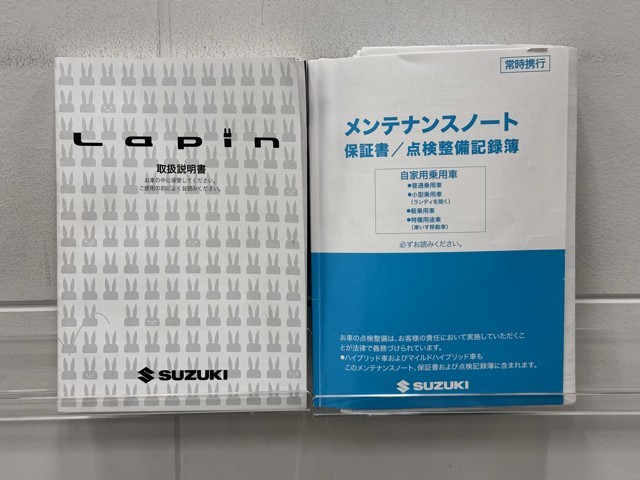 Lapin
取扱説明書
お車の中に保管してください。
ご使用の前によくお読みください。
SUZUKI
常時携行
メンテナンスノート
保証書／点検整備記録簿
自家用乗用車
●普通乗用車
●小型乗用車
（ランディを除く）
●軽乗用車
●特種用途車
（車いす移動車）
必ずお読みください。
お車の点検整備は、お客様の責任において実施していただくこ
とが法律で義務づけられています。
●ハイブリッド車およびマイルドハイブリッド車も
このメンテナンスノート、保証書および点検記録簿に含まれます。
SUZUKI